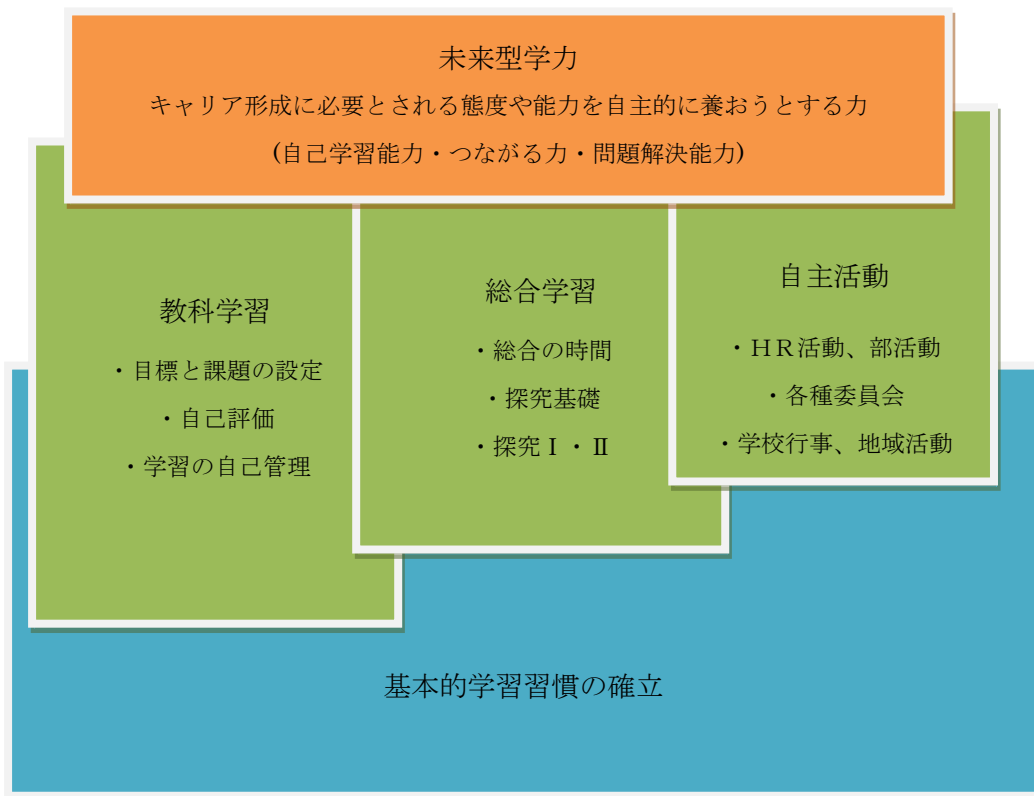 未来型学力
キャリア形成に必要とされる態度や能力を自主的に養おうとする力
(自己学習能力・つながる力・問題解決能力)
教科学習
・目標と課題の設定
・自己評価
・学習の自己管理
総合学習
・総合の時間
・探究基礎
・探究Ⅰ・Ⅱ
自主活動
・ＨＲ活動、部活動
・各種委員会
・学校行事、地域活動
基本的学習習慣の確立